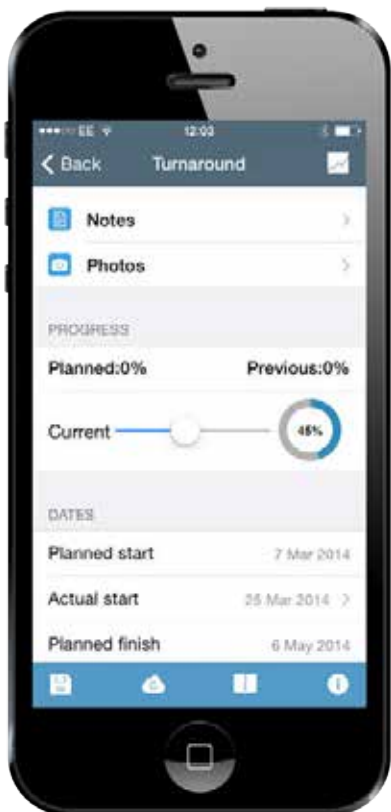 EE 12:03
Back Turnaround
Notes
Photos
PROGRESS
Planned:0% Previous:0%
Current 45%
DATES
Planned start 7 Mar 2014
Actual start 25 Mar 2014
Planned finish 6 May 2014